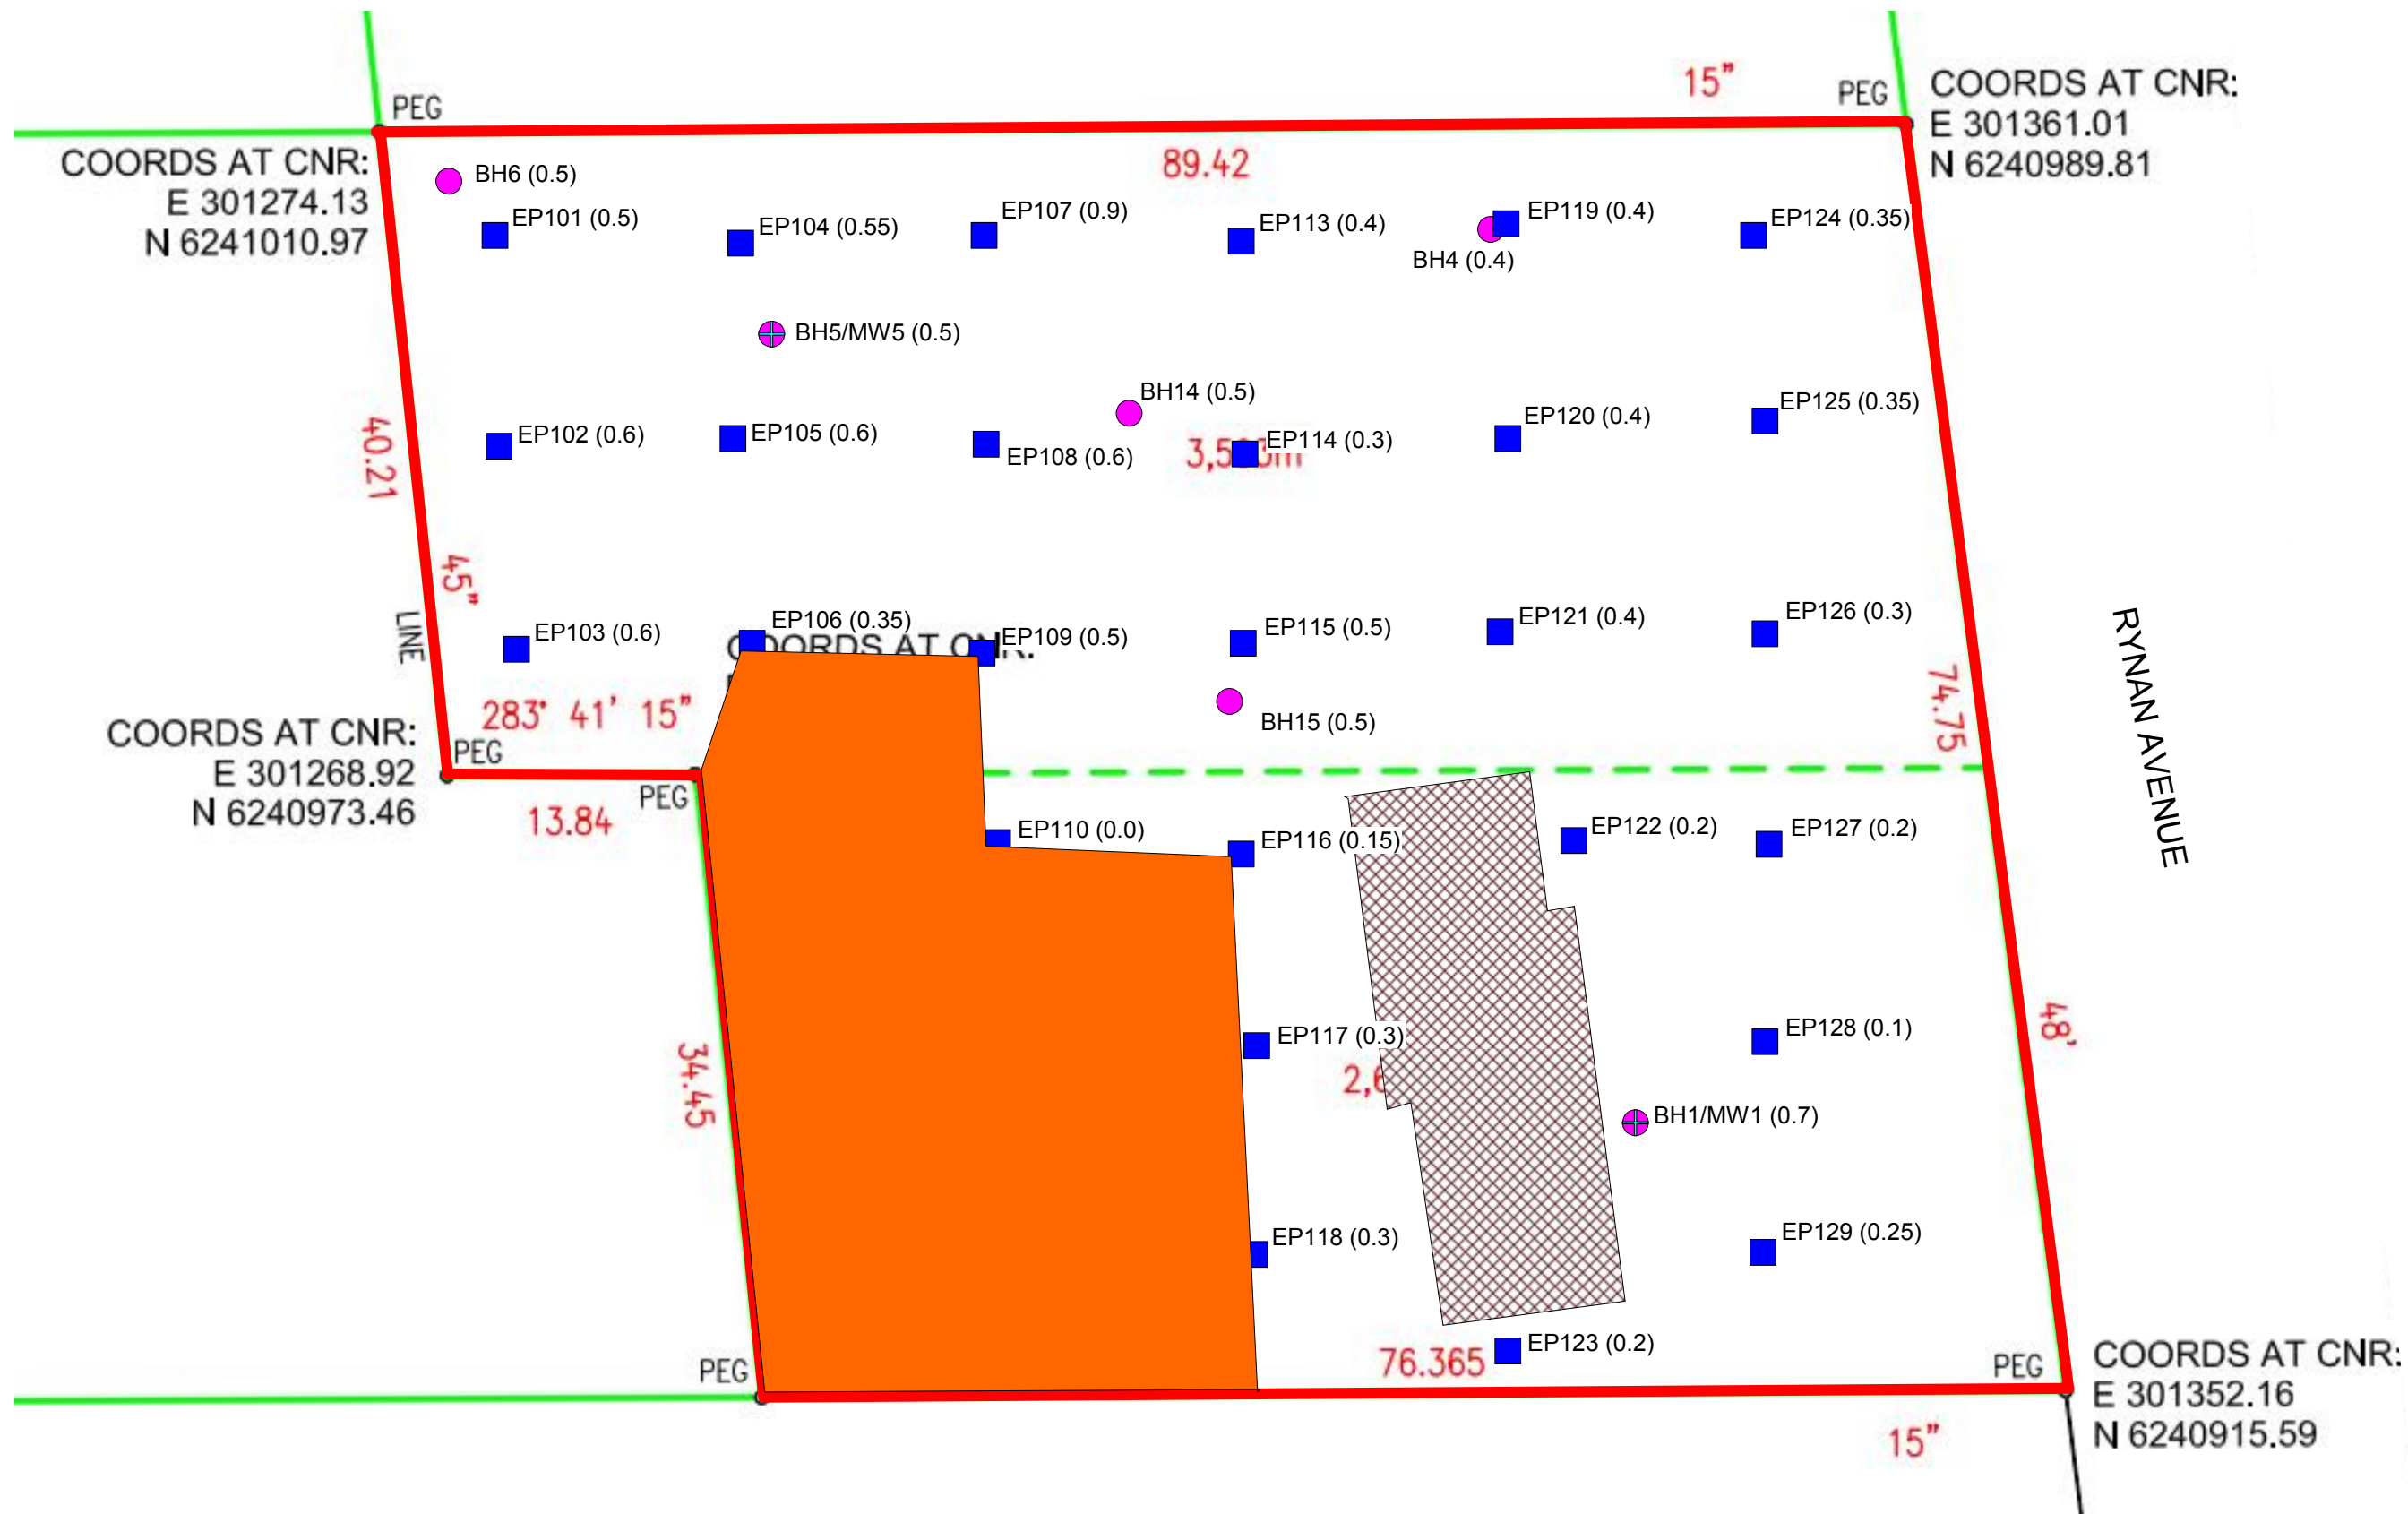 15"
PEG
PEG
COORDS AT CNR:
E 301361.01
N 6240989.81
COORDS AT CNR:
E 301274.13
N 6241010.97
89.42
BH6 (0.5)
EP101 (0.5)
EP104 (0.55)
EP107 (0.9)
EP113 (0.4)
EP119 (0.4)
EP124 (0.35)
BH4 (0.4)
BH5/MW5 (0.5)
BH14 (0.5)
40.21
EP102 (0.6)
EP105 (0.6)
EP108 (0.6)
EP114 (0.3)
EP120 (0.4)
EP125 (0.35)
45"
LINE
EP103 (0.6)
EP106 (0.35)
COORDS AT CNR:
EP109 (0.5)
EP115 (0.5)
EP121 (0.4)
EP126 (0.3)
RYNAN AVENUE
74.75
283° 41' 15"
BH15 (0.5)
COORDS AT CNR:
E 301268.92
N 6240973.46
PEG
PEG
13.84
EP110 (0.0)
EP116 (0.15)
EP122 (0.2)
EP127 (0.2)
34.45
EP117 (0.3)
EP128 (0.1)
48'
BH1/MW1 (0.7)
EP118 (0.3)
EP129 (0.25)
EP123 (0.2)
76.365
PEG
PEG
COORDS AT CNR:
E 301352.16
N 6240915.59
15"